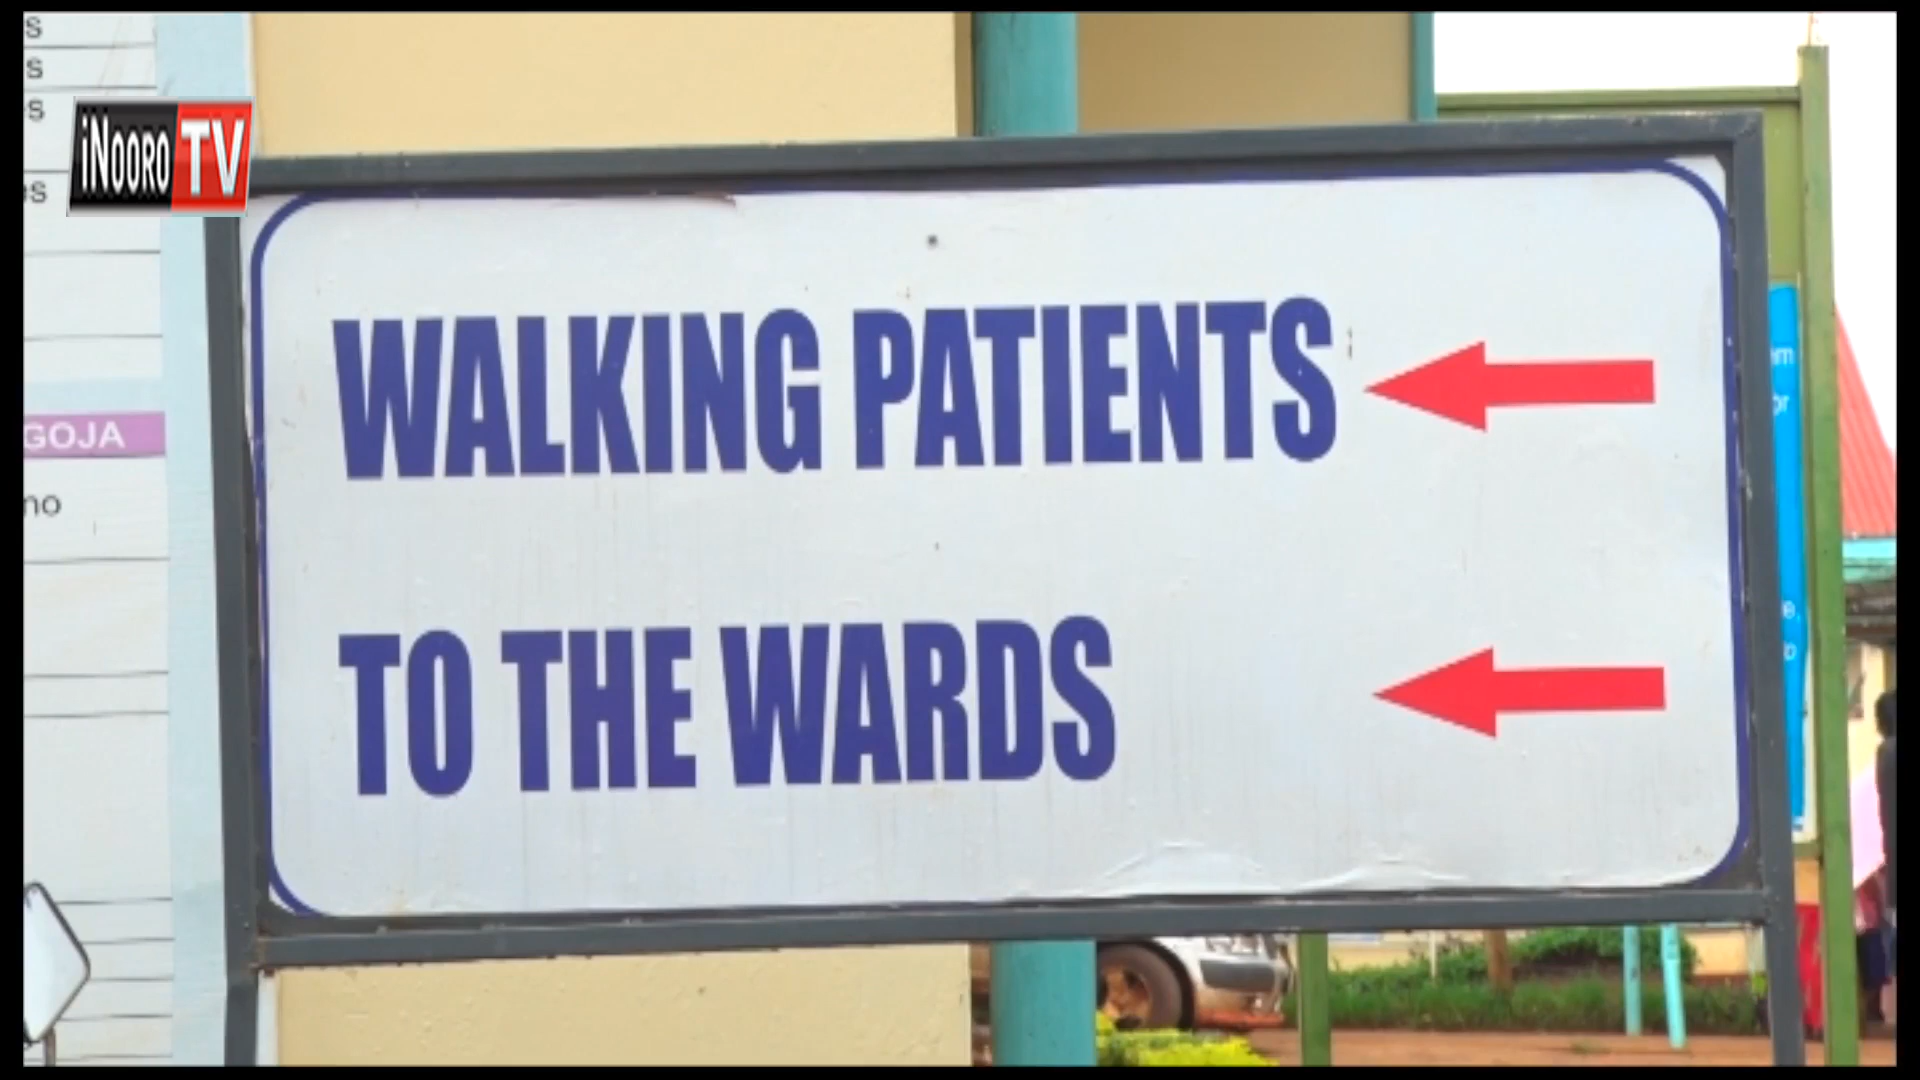 iNOORO TV
WALKING PATIENTS
TO THE WARDS
GOJA